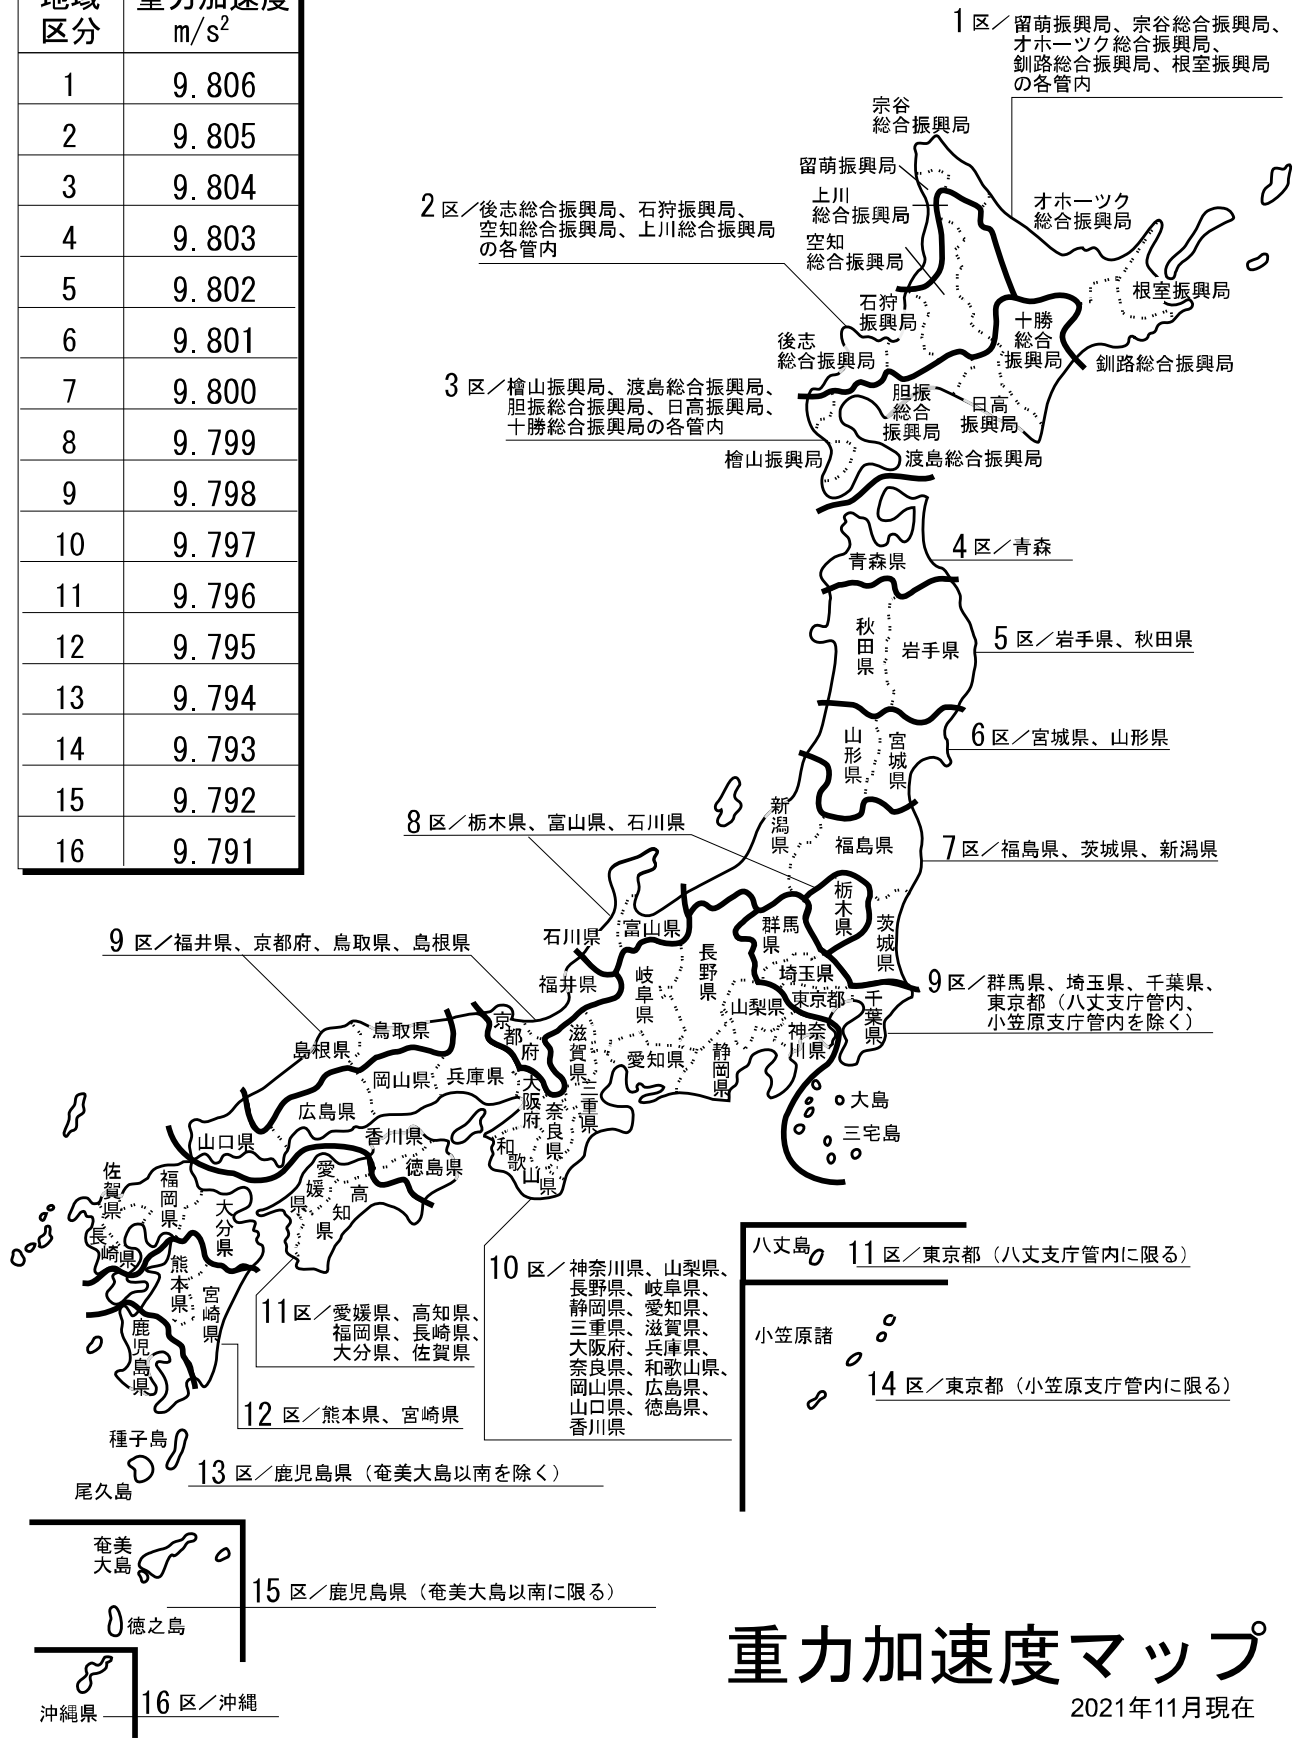 地域 重力加速度
区分 m/s²
1 9.806
2 9.805
3 9.804
4 9.803
5 9.802
6 9.801
7 9.800
8 9.799
9 9.798
10 9.797
11 9.796
12 9.795
13 9.794
14 9.793
15 9.792
16 9.791
1区／留萌振興局、宗谷総合振興局、
オホーツク総合振興局、
釧路総合振興局、根室振興局
の各管内
宗谷
総合振興局
留萌振興局
上川
総合振興局
空知
総合振興局
オホーツク
総合振興局
根室振興局
石狩
振興局
十勝
総合
振興局
後志
総合振興局
釧路総合振興局
胆振
総合
振興局
日高
振興局
檜山振興局
渡島総合振興局
2区／後志総合振興局、石狩振興局、
空知総合振興局、上川総合振興局
の各管内
3区／檜山振興局、渡島総合振興局、
胆振総合振興局、日高振興局、
十勝総合振興局の各管内
青森県
4区／青森
秋田県
岩手県
5区／岩手県、秋田県
山形県
宮城県
6区／宮城県、山形県
新潟県
福島県
7区／福島県、茨城県、新潟県
8区／栃木県、富山県、石川県
栃木県
茨城県
群馬県
富山県
石川県
長野県
埼玉県
岐阜県
福井県
山梨県
東京都
千葉県
神奈川県
9区／福井県、京都府、鳥取県、島根県
9区／群馬県、埼玉県、千葉県、
東京都（八丈支庁管内、
小笠原支庁管内を除く）
京都府
滋賀県
愛知県
静岡県
鳥取県
島根県
岡山県
兵庫県
大阪府
奈良県
三重県
広島県
山口県
香川県
徳島県
和歌山県
大島
三宅島
愛媛県
高知県
佐賀県
福岡県
大分県
長崎県
熊本県
宮崎県
鹿児島県
10区／神奈川県、山梨県、
長野県、岐阜県、
静岡県、愛知県、
三重県、滋賀県、
大阪府、兵庫県、
奈良県、和歌山県、
岡山県、広島県、
山口県、徳島県、
香川県
11区／愛媛県、高知県、
福岡県、長崎県、
大分県、佐賀県
八丈島
11区／東京都（八丈支庁管内に限る）
小笠原諸
14区／東京都（小笠原支庁管内に限る）
12区／熊本県、宮崎県
種子島
尾久島
13区／鹿児島県（奄美大島以南を除く）
奄美
大島
15区／鹿児島県（奄美大島以南に限る）
徳之島
沖縄県
16区／沖縄
重力加速度マップ
2021年11月現在